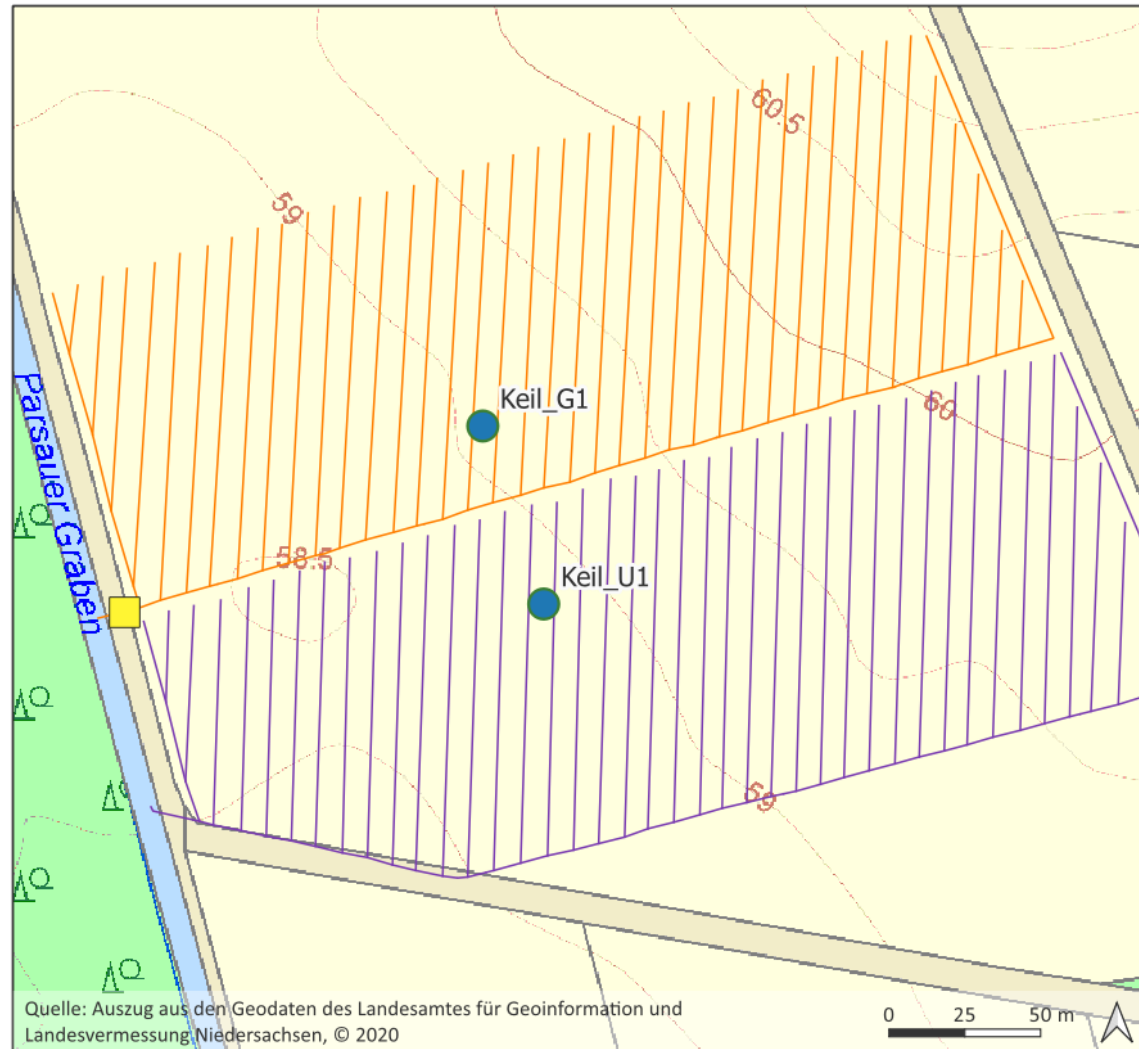 60.5
59
Keil_G1
60
Parsauer Graben
58.5
Keil_U1
59
Quelle: Auszug aus den Geodaten des Landesamtes für Geoinformation und
Landesvermessung Niedersachsen, © 2020
0 25 50 m